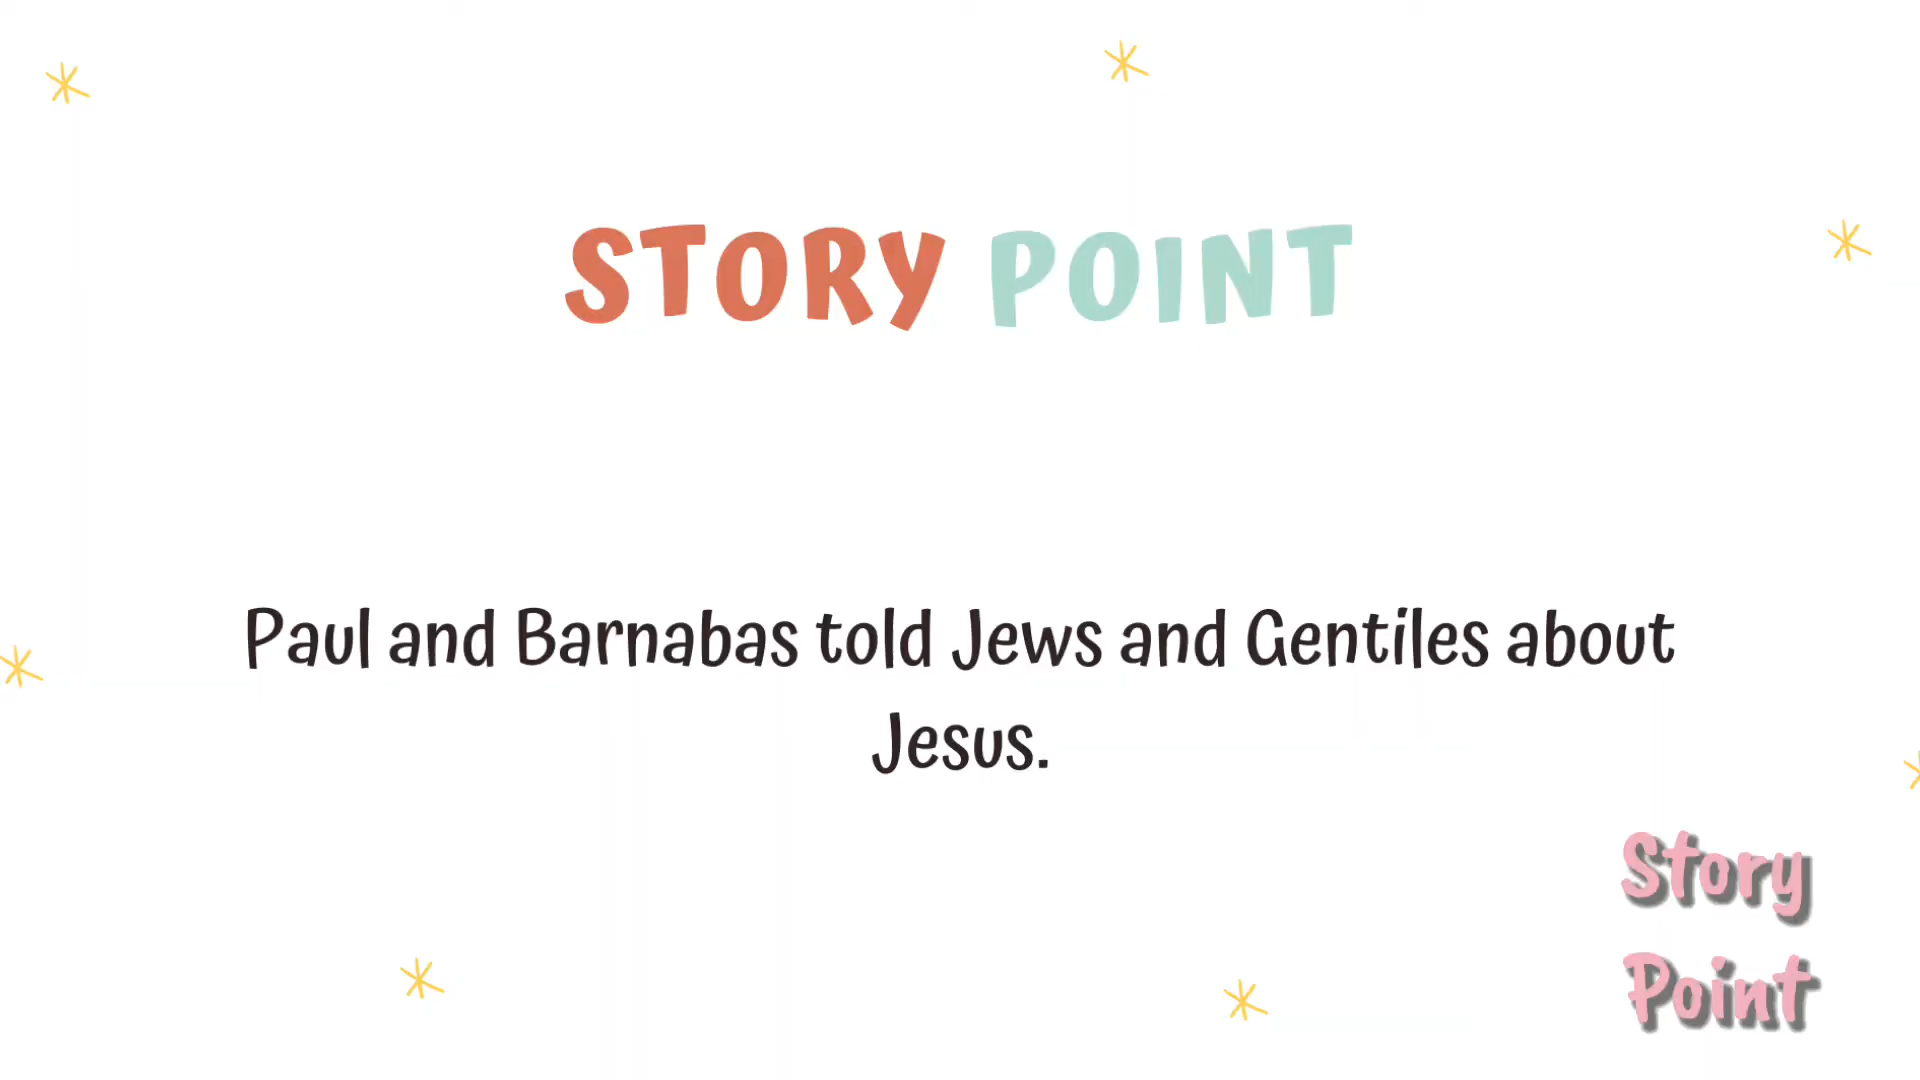 STORY POINT
Paul and Barnabas told Jews and Gentiles about
Jesus.
Story
Point